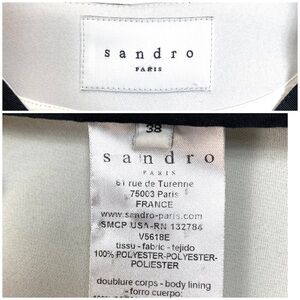 sandro
PARIS
38
sandro
PARIS
61 rue de Turenne
75003 Paris
FRANCE
www.sandro-paris.com
SMCP USA-RN 132784
V5618E
tissu - fabric - tejido
100% POLYESTER-POLYESTER-
POLIESTER
doublure corps - body lining
- forro cuerpo: